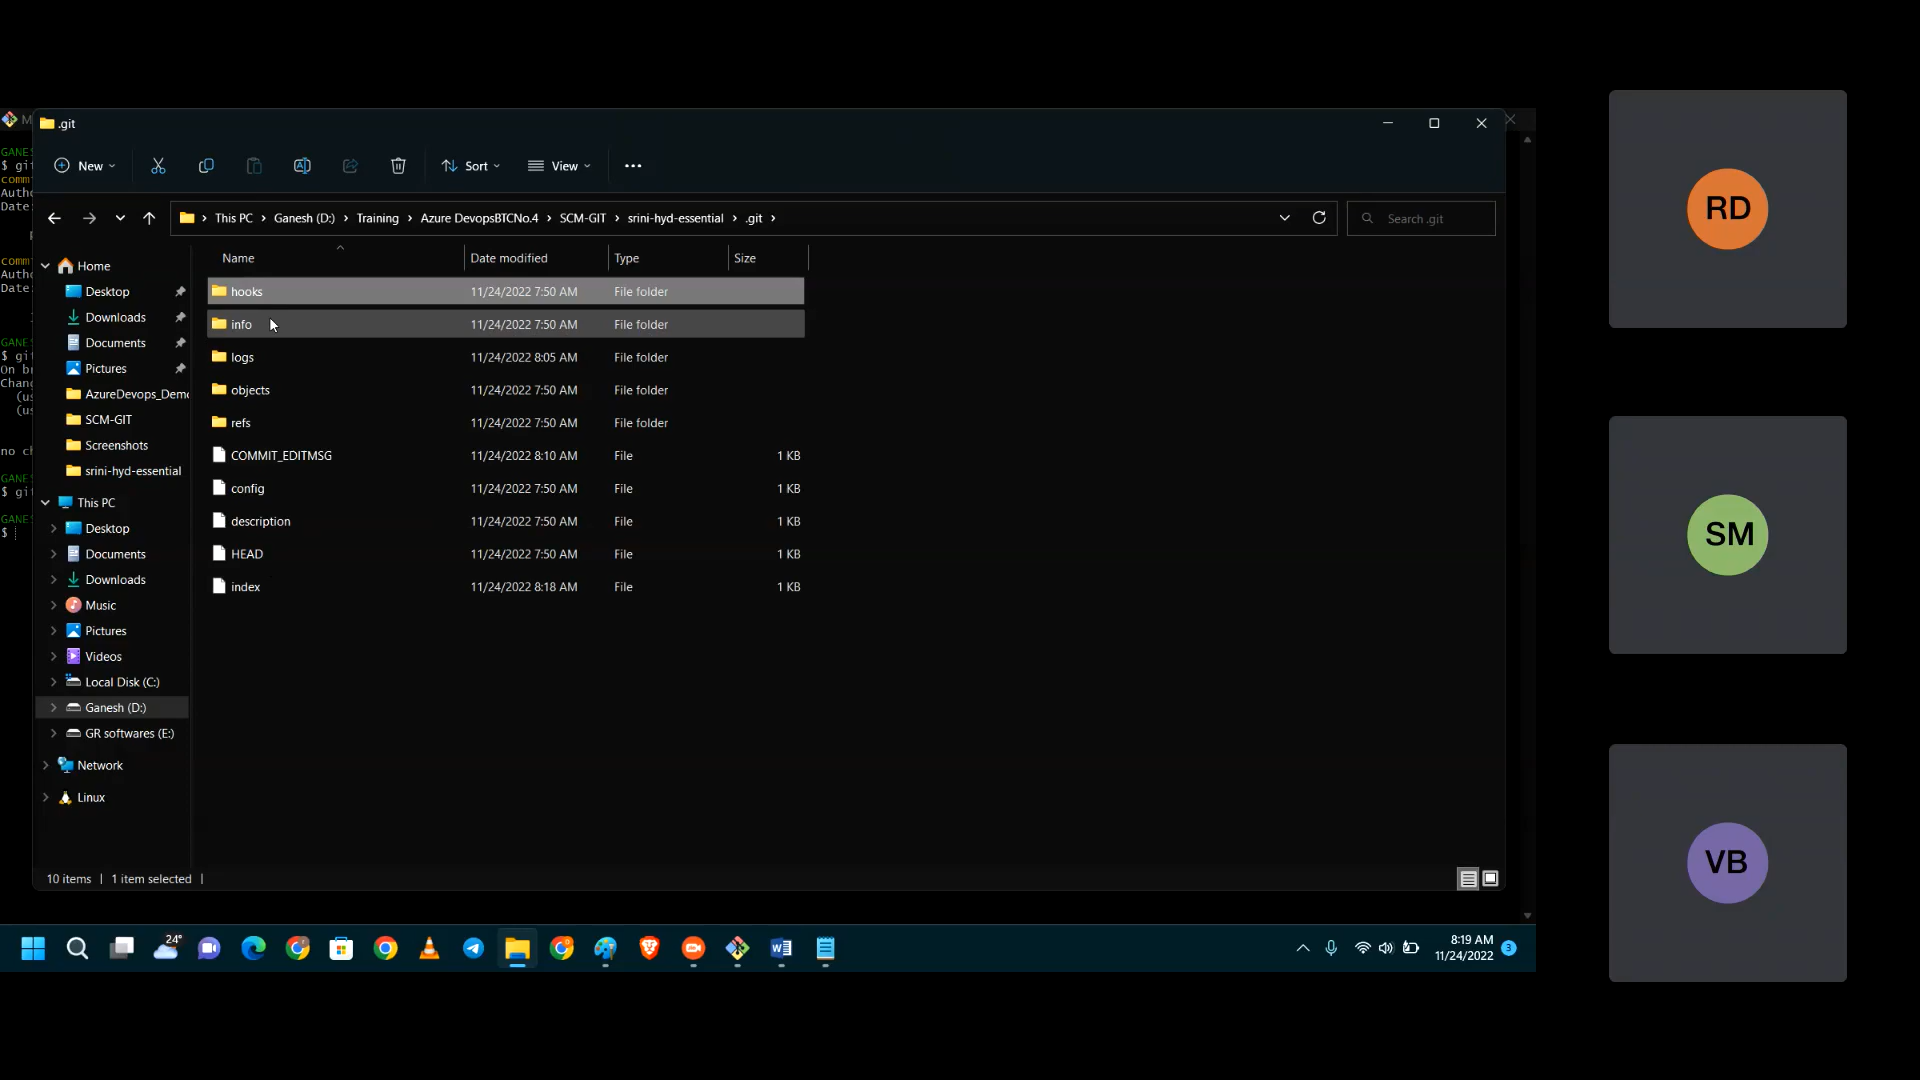 .git
New
Sort
View
This PC
Ganesh (D:)
Training
Azure DevopsBTCNo.4
SCM-GIT
srini-hyd-essential
.git
Search .git
Name
Date modified
Type
Size
hooks 11/24/2022 7:50 AM File folder
info 11/24/2022 7:50 AM File folder
logs 11/24/2022 8:05 AM File folder
objects 11/24/2022 7:50 AM File folder
refs 11/24/2022 7:50 AM File folder
COMMIT_EDITMSG 11/24/2022 8:10 AM File 1 KB
config 11/24/2022 7:50 AM File 1 KB
description 11/24/2022 7:50 AM File 1 KB
HEAD 11/24/2022 7:50 AM File 1 KB
index 11/24/2022 8:18 AM File 1 KB
Home
Desktop
Downloads
Documents
Pictures
AzureDevops_Demo
SCM-GIT
Screenshots
srini-hyd-essential
This PC
Desktop
Documents
Downloads
Music
Pictures
Videos
Local Disk (C:)
Ganesh (D:)
GR softwares (E:)
Network
Linux
10 items
1 item selected
24°
8:19 AM
11/24/2022
3
RD
SM
VB